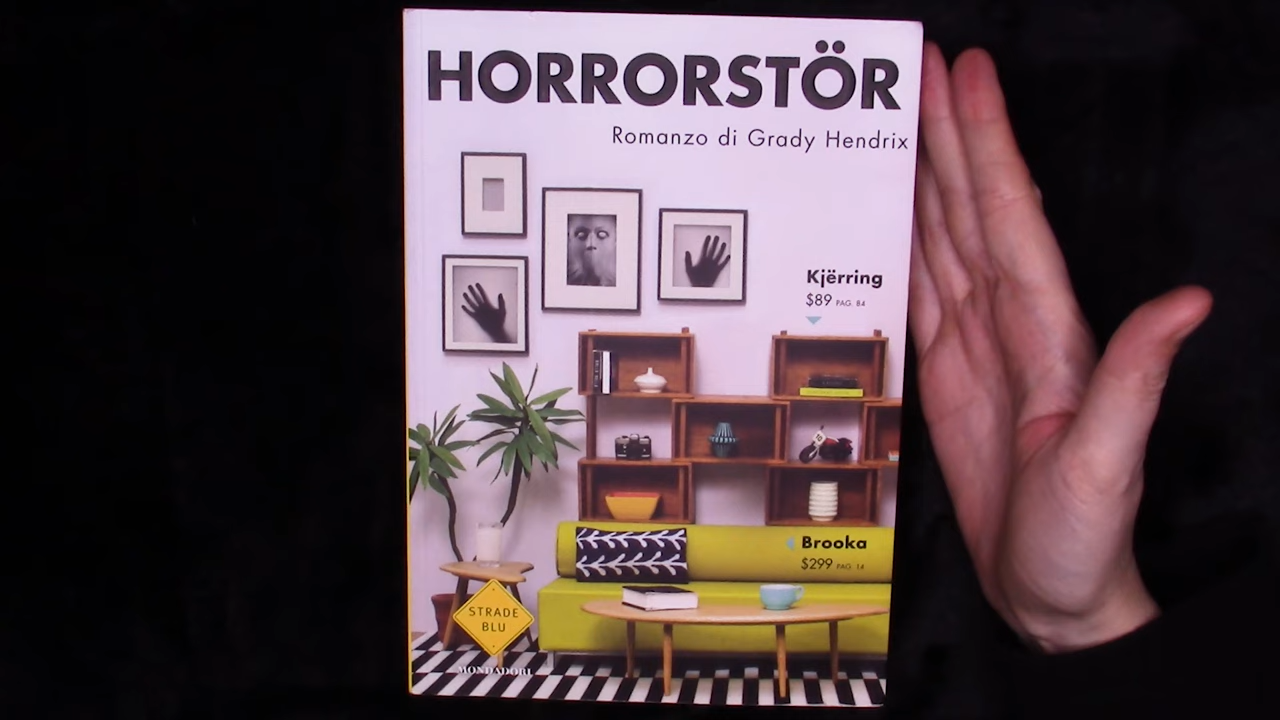 HORRORSTÖR
Romanzo di Grady Hendrix
Kjërring
$89 PAG. 84
Brooka
$299 PAG. 14
STRADE
BLU
MONDADORI